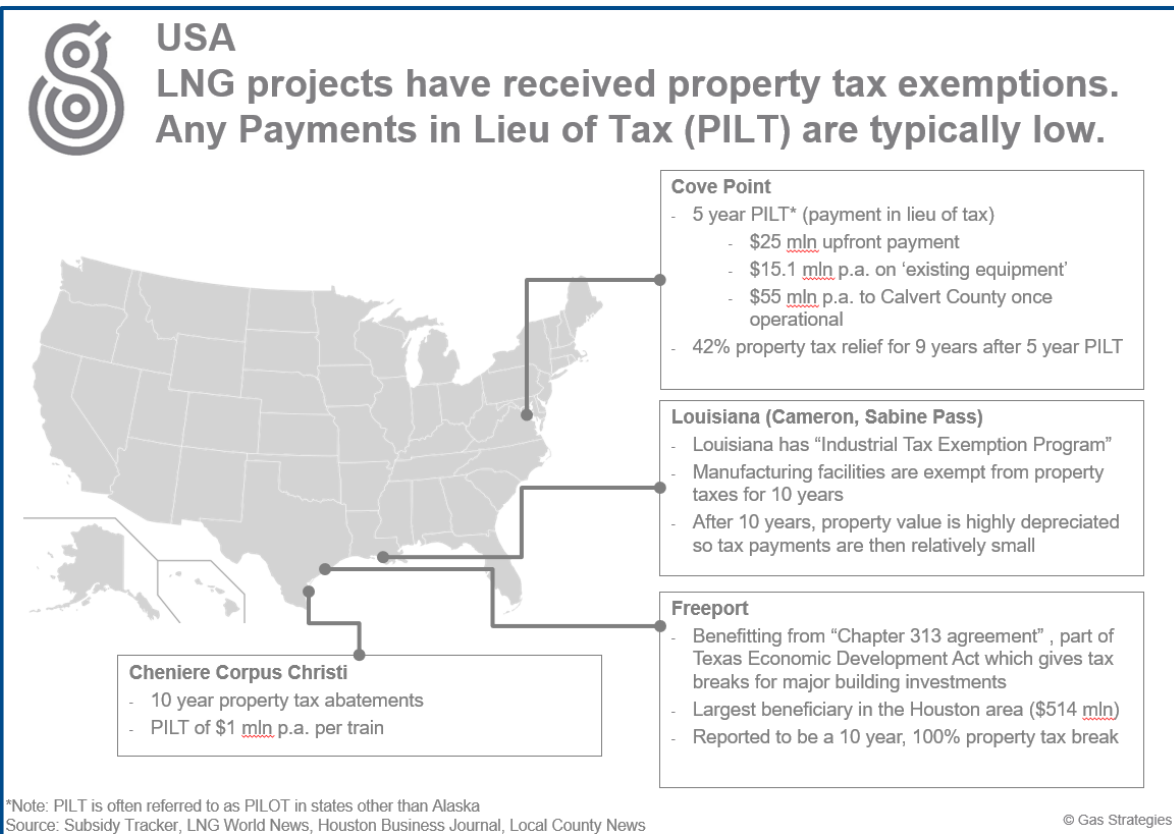 USA
LNG projects have received property tax exemptions.
Any Payments in Lieu of Tax (PILT) are typically low.
Cove Point
- 5 year PILT* (payment in lieu of tax)
- $25 mln upfront payment
- $15.1 mln p.a. on ‘existing equipment’
- $55 mln p.a. to Calvert County once
operational
- 42% property tax relief for 9 years after 5 year PILT
Louisiana (Cameron, Sabine Pass)
- Louisiana has “Industrial Tax Exemption Program”
- Manufacturing facilities are exempt from property
taxes for 10 years
- After 10 years, property value is highly depreciated
so tax payments are then relatively small
Freeport
- Benefitting from “Chapter 313 agreement” , part of
Texas Economic Development Act which gives tax
breaks for major building investments
- Largest beneficiary in the Houston area ($514 mln)
- Reported to be a 10 year, 100% property tax break
Cheniere Corpus Christi
- 10 year property tax abatements
- PILT of $1 mln p.a. per train
*Note: PILT is often referred to as PILOT in states other than Alaska
Source: Subsidy Tracker, LNG World News, Houston Business Journal, Local County News
© Gas Strategies